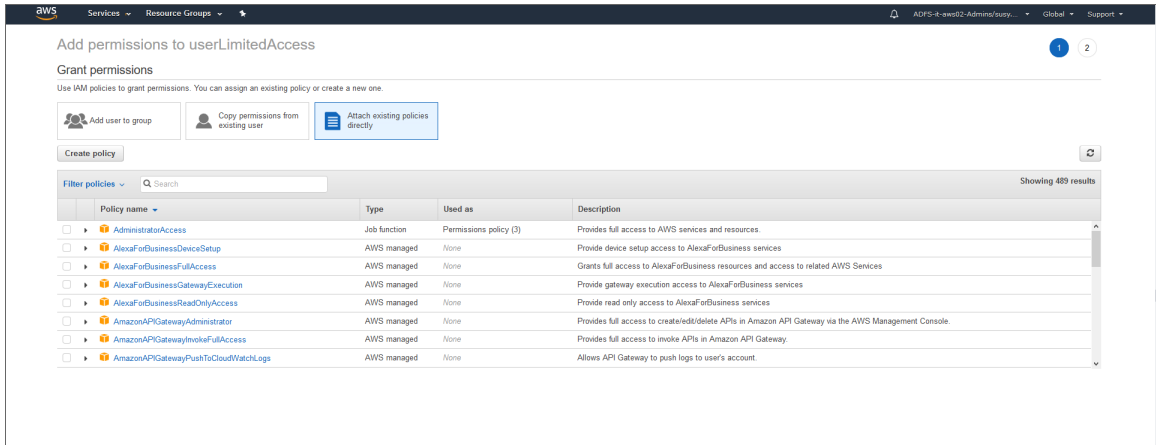 aws Services Resource Groups ADFS-it-aws02-Admins/susy... Global Support
Add permissions to userLimitedAccess 1 2
Grant permissions
Use IAM policies to grant permissions. You can assign an existing policy or create a new one.
Add user to group
Copy permissions from
existing user
Attach existing policies
directly
Create policy
Filter policies Search Showing 489 results
Policy name Type Used as Description
AdministratorAccess Job function Permissions policy (3) Provides full access to AWS services and resources.
AlexaForBusinessDeviceSetup AWS managed None Provide device setup access to AlexaForBusiness services
AlexaForBusinessFullAccess AWS managed None Grants full access to AlexaForBusiness resources and access to related AWS Services
AlexaForBusinessGatewayExecution AWS managed None Provide gateway execution access to AlexaForBusiness services
AlexaForBusinessReadOnlyAccess AWS managed None Provide read only access to AlexaForBusiness services
AmazonAPIGatewayAdministrator AWS managed None Provides full access to create/edit/delete APIs in Amazon API Gateway via the AWS Management Console.
AmazonAPIGatewayInvokeFullAccess AWS managed None Provides full access to invoke APIs in Amazon API Gateway.
AmazonAPIGatewayPushToCloudWatchLogs AWS managed None Allows API Gateway to push logs to user's account.